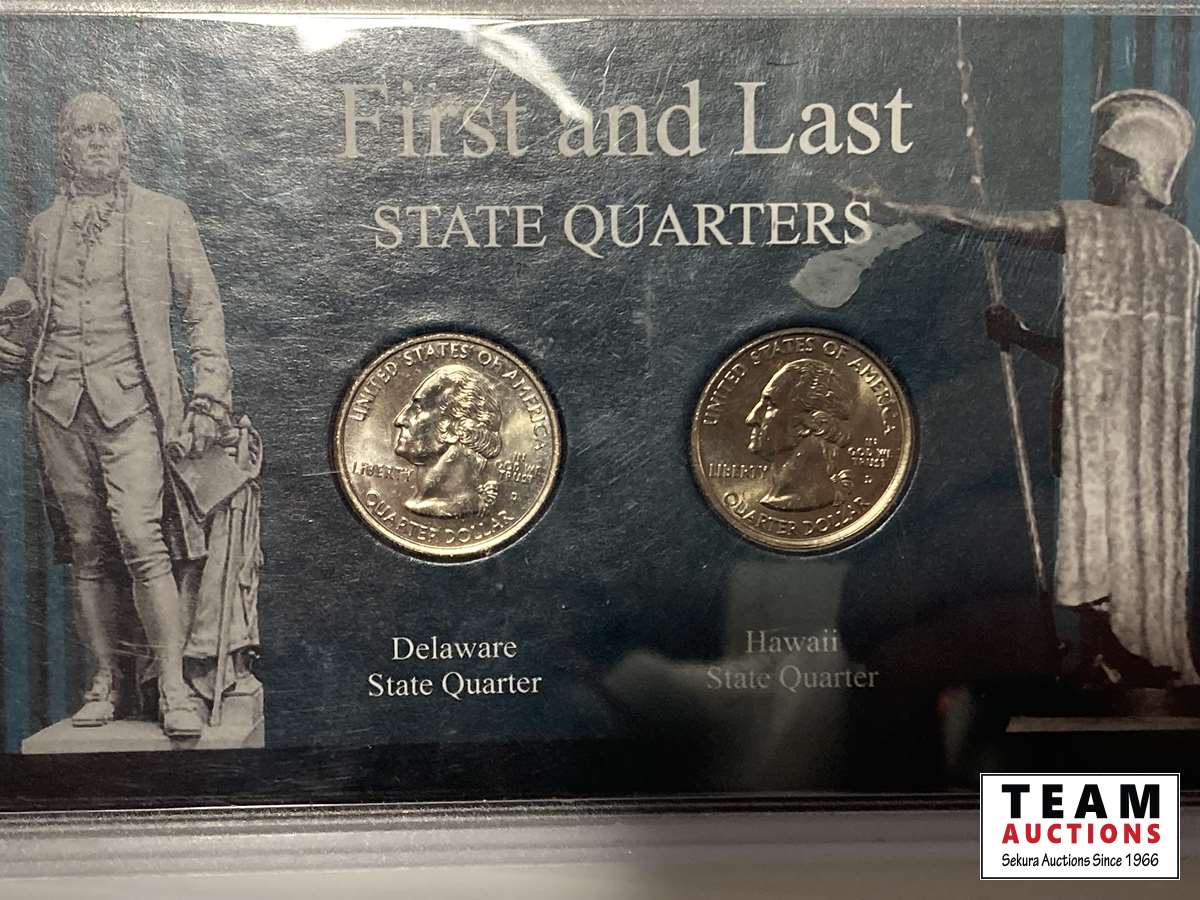 First and Last
STATE QUARTERS
UNITED STATES OF AMERICA
LIBERTY
IN
GOD WE
TRUST
D
QUARTER DOLLAR
UNITED STATES OF AMERICA
LIBERTY
IN
GOD WE
TRUST
D
QUARTER DOLLAR
Delaware
State Quarter
Hawaii
State Quarter
TEAM
AUCTIONS
Sekura Auctions Since 1966